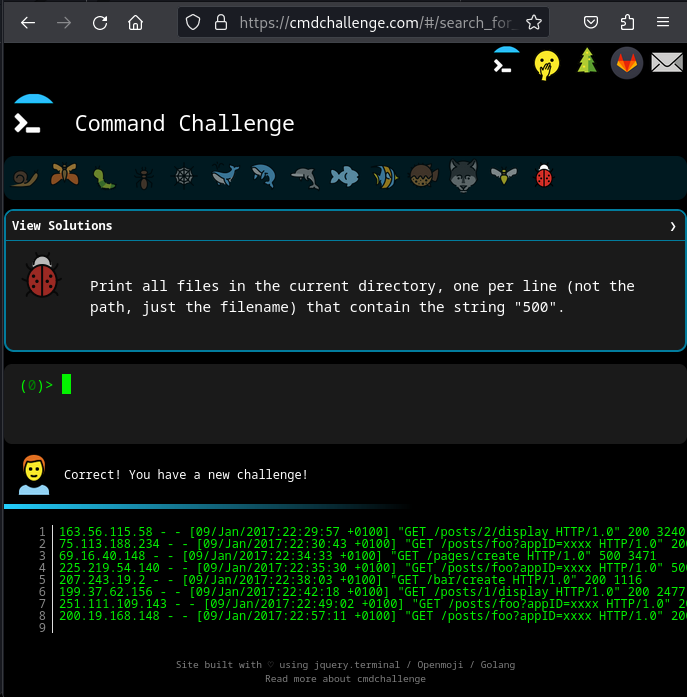 https://cmdchallenge.com/#/search_for_
Command Challenge
View Solutions
Print all files in the current directory, one per line (not the
path, just the filename) that contain the string "500".
(0)>
Correct! You have a new challenge!
1 163.56.115.58 - - [09/Jan/2017:22:29:57 +0100] "GET /posts/2/display HTTP/1.0" 200 3240
2 75.113.188.234 - - [09/Jan/2017:22:30:43 +0100] "GET /posts/foo?appID=xxxx HTTP/1.0" 200
3 69.16.40.148 - - [09/Jan/2017:22:34:33 +0100] "GET /pages/create HTTP/1.0" 500 3471
4 225.219.54.140 - - [09/Jan/2017:22:35:30 +0100] "GET /posts/foo?appID=xxxx HTTP/1.0" 500
5 207.243.19.2 - - [09/Jan/2017:22:38:03 +0100] "GET /bar/create HTTP/1.0" 200 1116
6 199.37.62.156 - - [09/Jan/2017:22:42:18 +0100] "GET /posts/1/display HTTP/1.0" 200 2477
7 251.111.109.143 - - [09/Jan/2017:22:49:02 +0100] "GET /posts/foo?appID=xxxx HTTP/1.0" 20
8 200.19.168.148 - - [09/Jan/2017:22:57:11 +0100] "GET /posts/foo?appID=xxxx HTTP/1.0" 200
9
Site built with ♡ using jquery.terminal / Openmoji / Golang
Read more about cmdchallenge